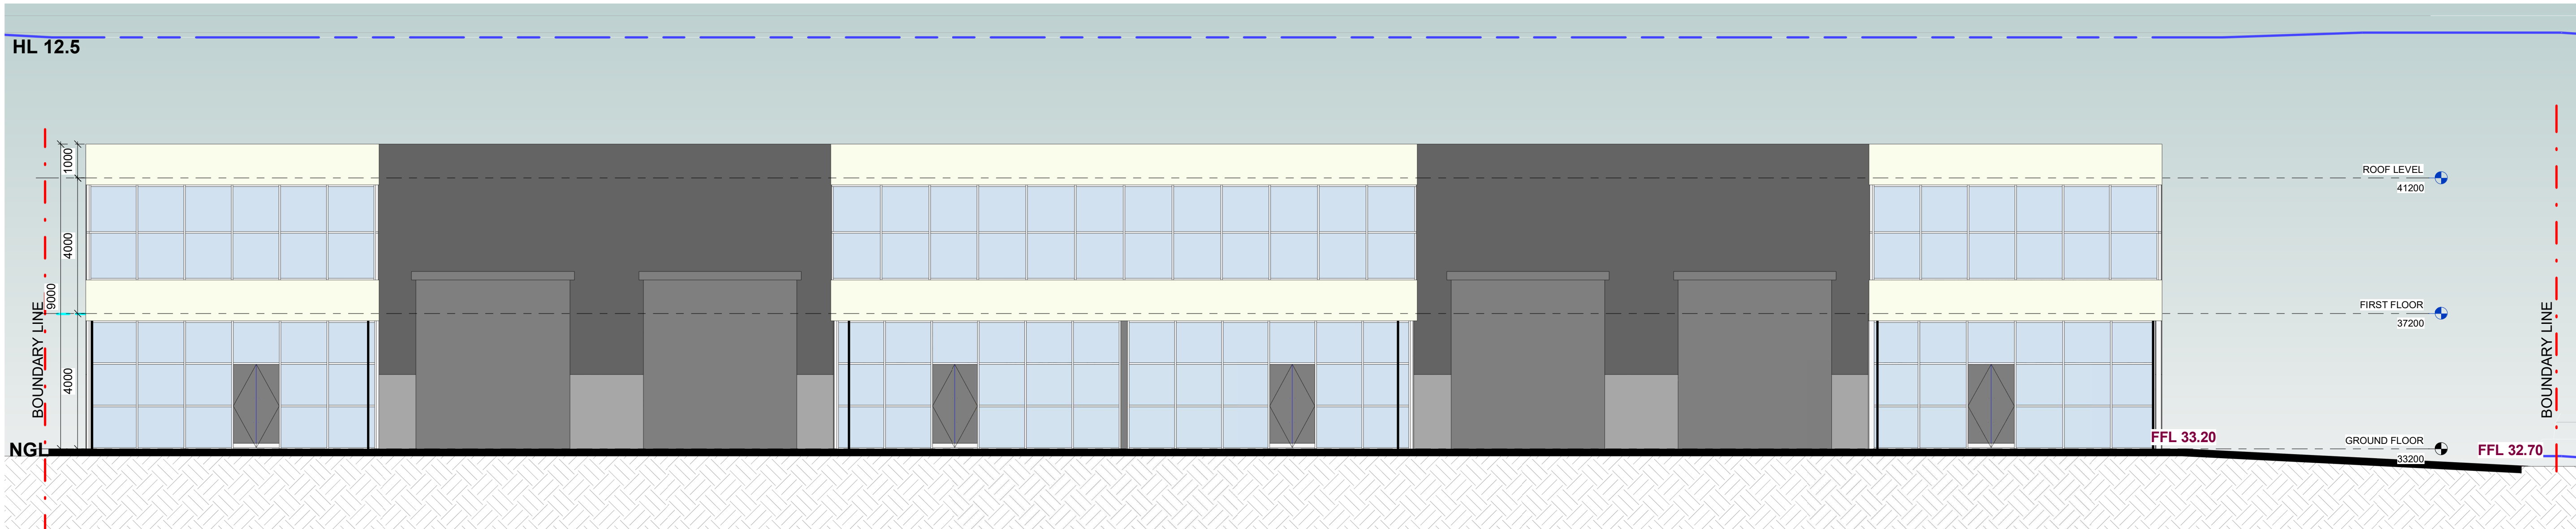 HL 12.5
1000
4000
9000
4000
BOUNDARY LINE
NGL
ROOF LEVEL
41200
FIRST FLOOR
37200
FFL 33.20
GROUND FLOOR
33200
FFL 32.70
BOUNDARY LINE